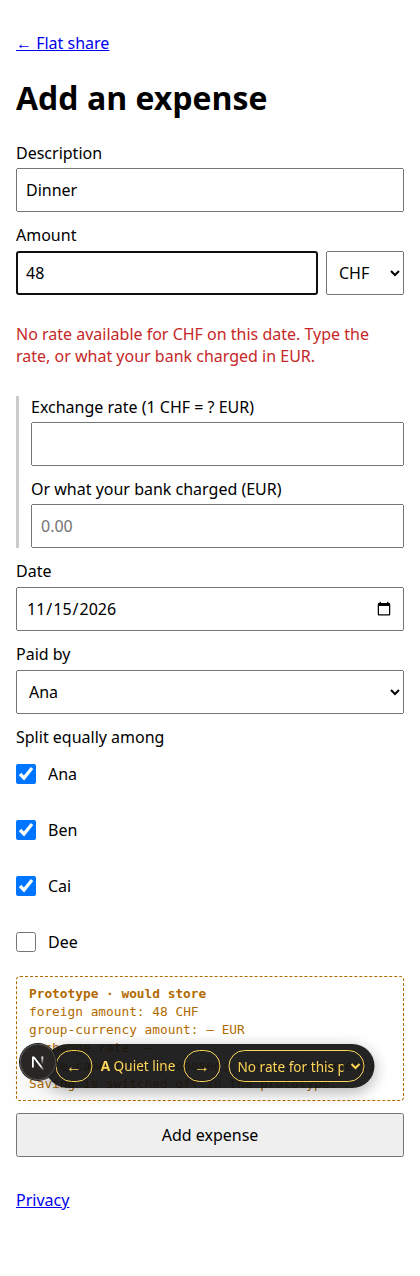 ← Flat share
Add an expense
Description
Dinner
Amount
48
CHF
No rate available for CHF on this date. Type the
rate, or what your bank charged in EUR.
Exchange rate (1 CHF = ? EUR)
Or what your bank charged (EUR)
0.00
Date
11/15/2026
Paid by
Ana
Split equally among
Ana
Ben
Cai
Dee
Prototype · would store
foreign amount: 48 CHF
group-currency amount: — EUR
N
←
A Quiet line
→
No rate for this p
Add expense
Privacy